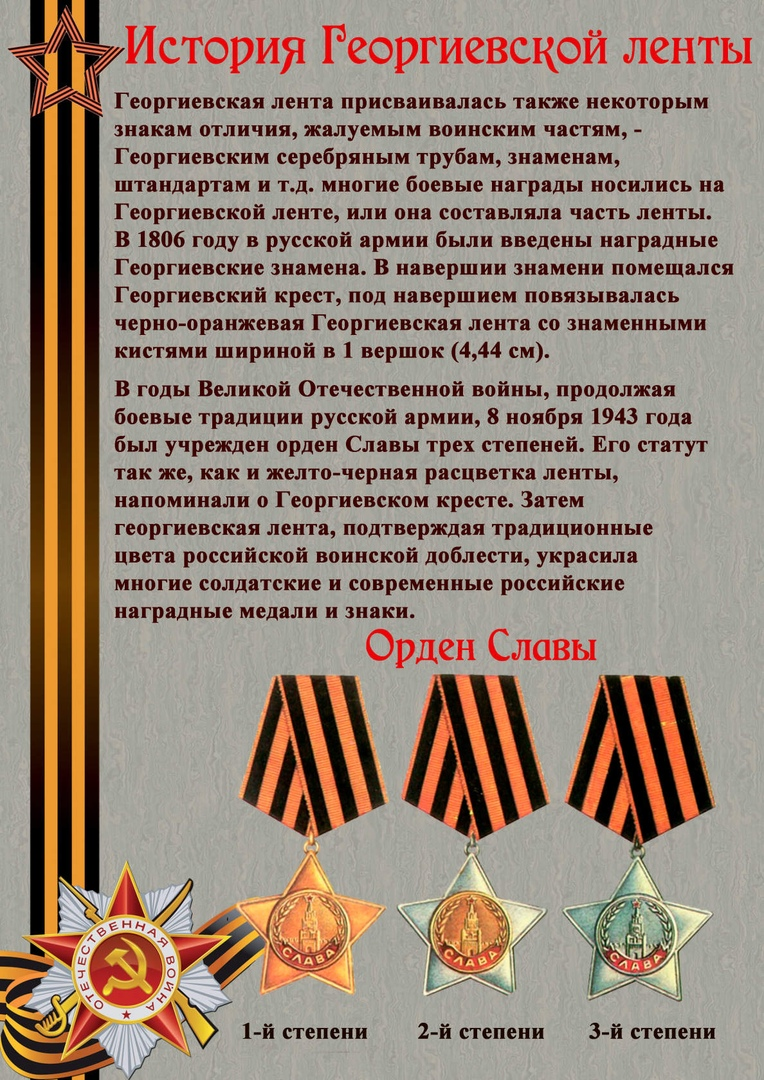 История Георгиевской ленты
Георгиевская лента присваивалась также некоторым
знакам отличия, жалуемым воинским частям, -
Георгиевским серебряным трубам, знаменам,
штандартам и т.д. многие боевые награды носились на
Георгиевской ленте, или она составляла часть ленты.
В 1806 году в русской армии были введены наградные
Георгиевские знамена. В навершии знамени помещался
Георгиевский крест, под навершием повязывалась
черно-оранжевая Георгиевская лента со знаменными
кистями шириной в 1 вершок (4,44 см).
В годы Великой Отечественной войны, продолжая
боевые традиции русской армии, 8 ноября 1943 года
был учрежден орден Славы трех степеней. Его статут
так же, как и желто-черная расцветка ленты,
напоминали о Георгиевском кресте. Затем
георгиевская лента, подтверждая традиционные
цвета российской воинской доблести, украсила
многие солдатские и современные российские
наградные медали и знаки.
Орден Славы
СЛАВА
СЛАВА
СЛАВА
ОТЕЧЕСТВЕННАЯ ВОЙНА
1-й степени
2-й степени
3-й степени